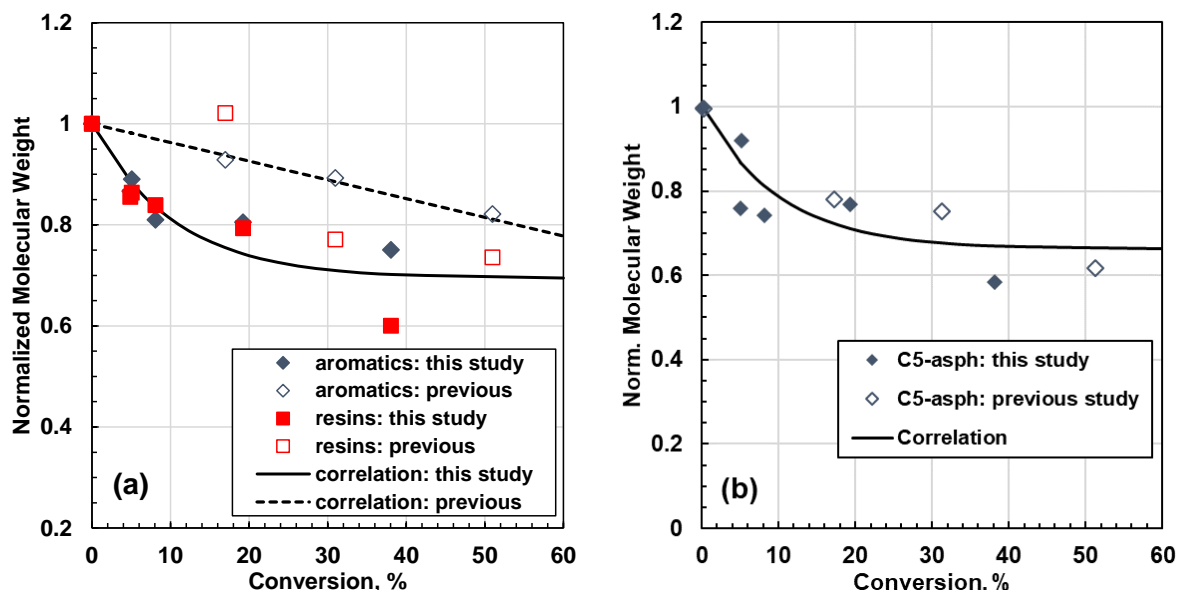 1.2
1
0.8
0.6
0.4
0.2
Normalized Molecular Weight
aromatics: this study
aromatics: previous
resins: this study
resins: previous
correlation: this study
correlation: previous
(a)
0 10 20 30 40 50 60
Conversion, %
1.2
1
0.8
0.6
0.4
0.2
0
Norm. Molecular Weight
C5-asph: this study
C5-asph: previous study
Correlation
(b)
0 10 20 30 40 50 60
Conversion, %